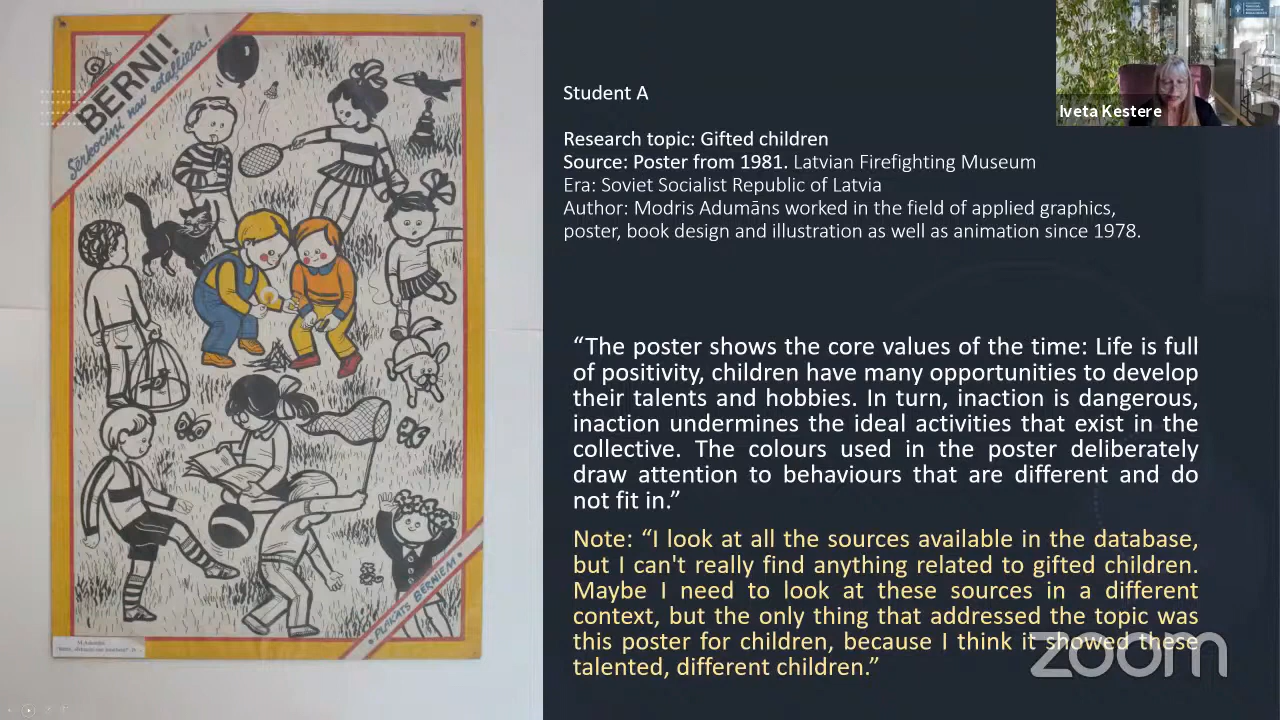 BERNI!
Sērkociņi nav rotaļlieta!
• PLAKĀTS BĒRNIEM •
Student A
Research topic: Gifted children
Source: Poster from 1981. Latvian Firefighting Museum
Era: Soviet Socialist Republic of Latvia
Author: Modris Adumāns worked in the field of applied graphics,
poster, book design and illustration as well as animation since 1978.
“The poster shows the core values of the time: Life is full
of positivity, children have many opportunities to develop
their talents and hobbies. In turn, inaction is dangerous,
inaction undermines the ideal activities that exist in the
collective. The colours used in the poster deliberately
draw attention to behaviours that are different and do
not fit in.”
Note: “I look at all the sources available in the database,
but I can't really find anything related to gifted children.
Maybe I need to look at these sources in a different
context, but the only thing that addressed the topic was
this poster for children, because I think it showed these
talented, different children.”
Iveta Kestere
zoom